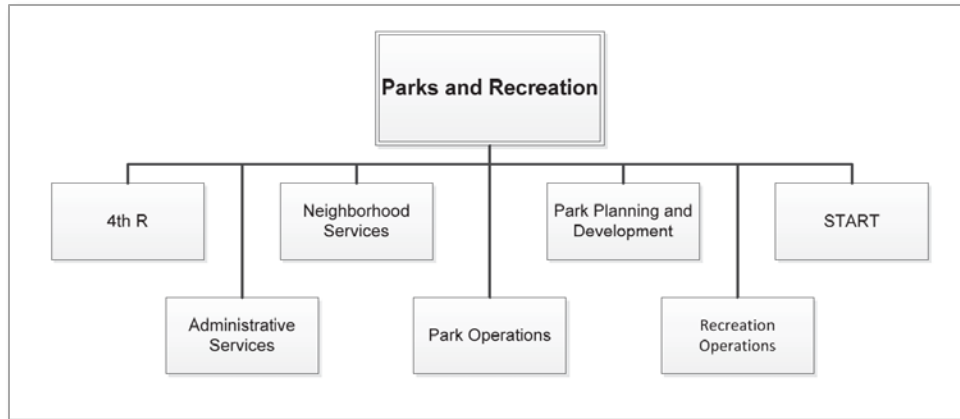 Parks and Recreation
4th R
Neighborhood
Services
Park Planning and
Development
START
Administrative
Services
Park Operations
Recreation
Operations